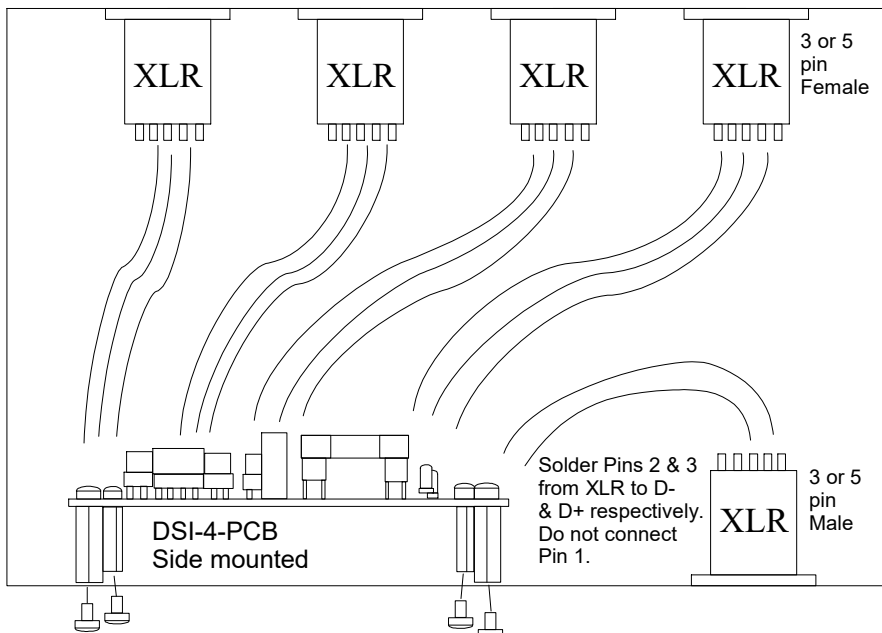 XLR
XLR
XLR
XLR
3 or 5
pin
Female
Solder Pins 2 & 3
from XLR to D-
& D+ respectively.
Do not connect
Pin 1.
DSI-4-PCB
Side mounted
XLR
3 or 5
pin
Male